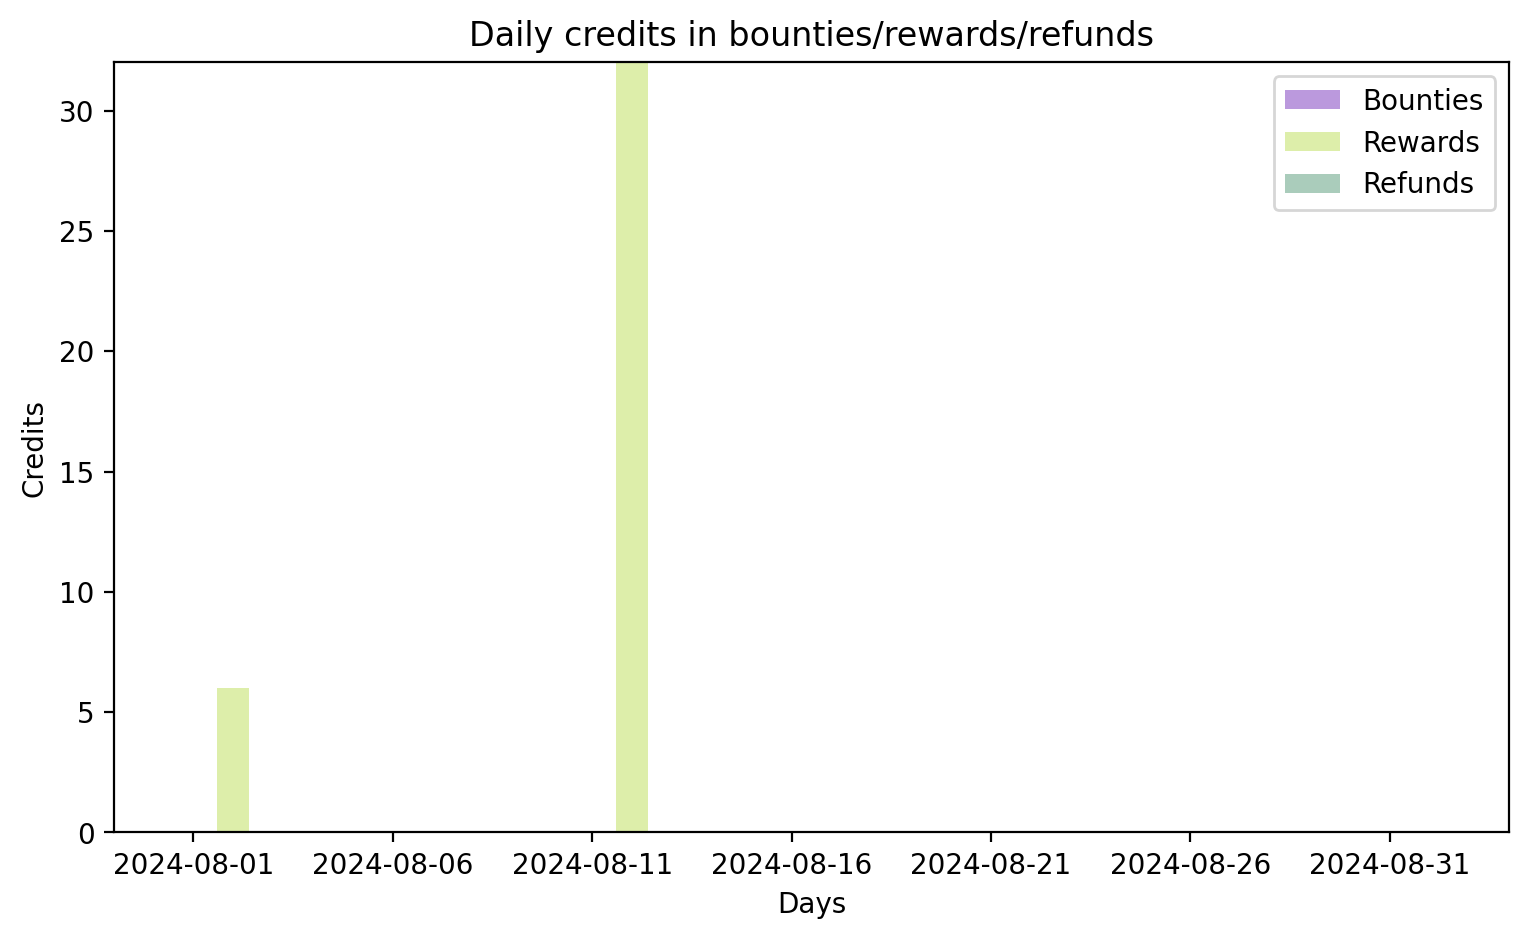 Daily credits in bounties/rewards/refunds
Bounties
Rewards
Refunds
30
25
20
15
10
5
0
Credits
2024-08-01 2024-08-06 2024-08-11 2024-08-16 2024-08-21 2024-08-26 2024-08-31
Days